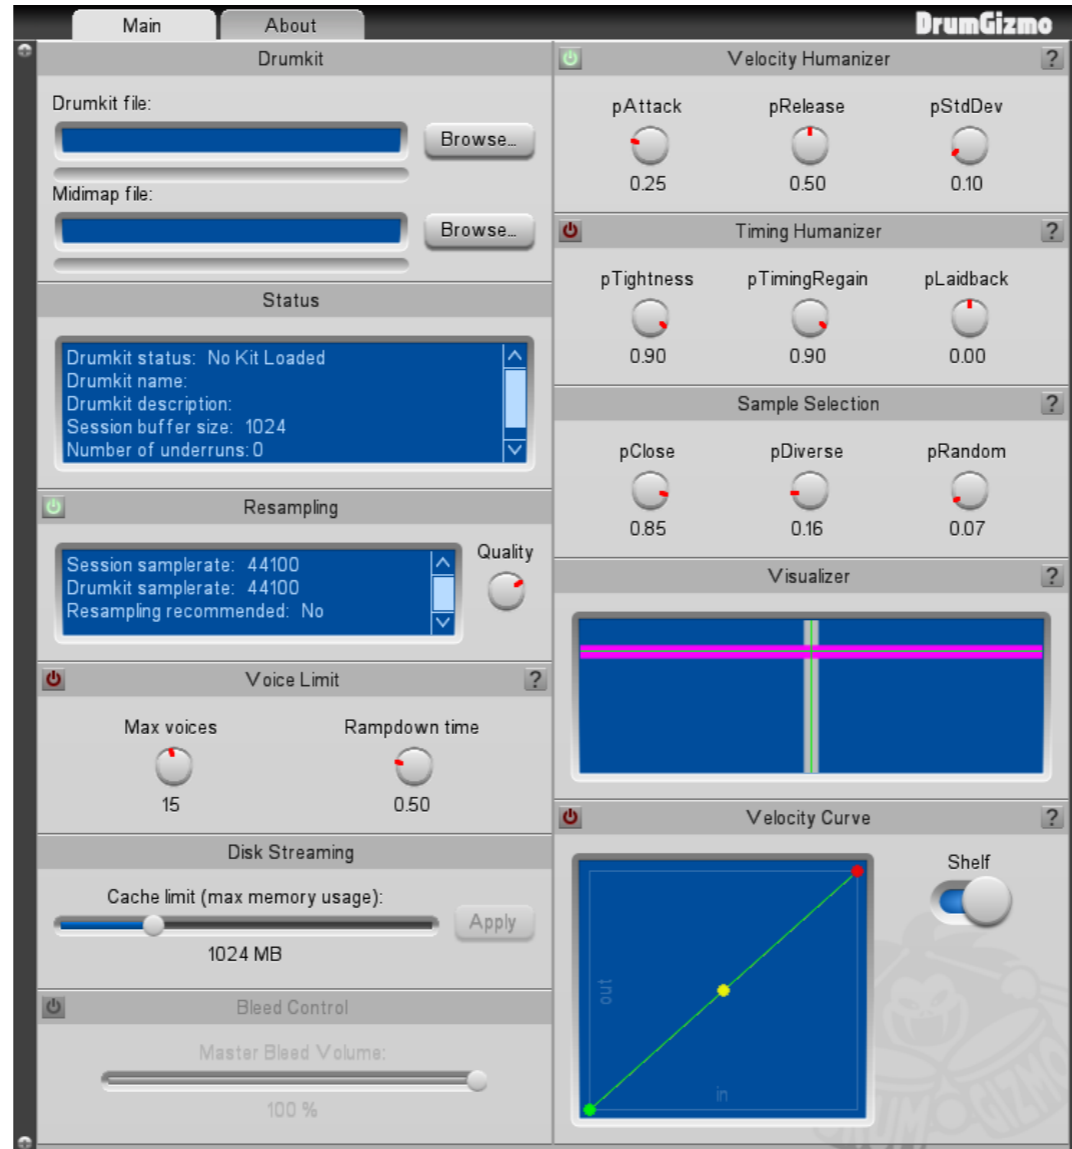 Main
About
DrumGizmo
Drumkit
Drumkit file:
Browse...
Midimap file:
Browse...
Status
Drumkit status: No Kit Loaded
Drumkit name:
Drumkit description:
Session buffer size: 1024
Number of underruns: 0
Resampling
Session samplerate: 44100
Drumkit samplerate: 44100
Resampling recommended: No
Quality
Voice Limit
?
Max voices
Rampdown time
15
0.50
Disk Streaming
Cache limit (max memory usage):
Apply
1024 MB
Bleed Control
Master Bleed Volume:
100 %
Velocity Humanizer
?
pAttack
pRelease
pStdDev
0.25
0.50
0.10
Timing Humanizer
?
pTightness
pTimingRegain
pLaidback
0.90
0.90
0.00
Sample Selection
?
pClose
pDiverse
pRandom
0.85
0.16
0.07
Visualizer
?
Velocity Curve
?
Shelf
out
in
DRUMGIZMO